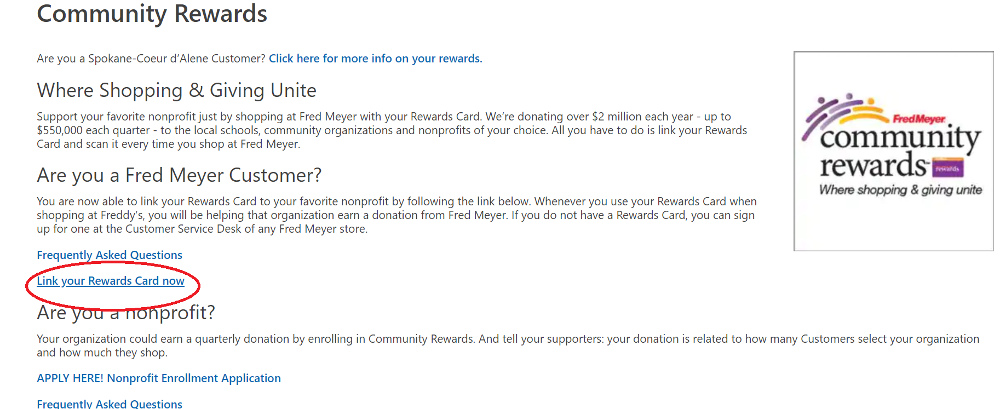 Community Rewards
Are you a Spokane-Coeur d’Alene Customer? Click here for more info on your rewards.
Where Shopping & Giving Unite
Support your favorite nonprofit just by shopping at Fred Meyer with your Rewards Card. We’re donating over $2 million each year - up to
$550,000 each quarter - to the local schools, community organizations and nonprofits of your choice. All you have to do is link your Rewards
Card and scan it every time you shop at Fred Meyer.
Are you a Fred Meyer Customer?
You are now able to link your Rewards Card to your favorite nonprofit by following the link below. Whenever you use your Rewards Card when
shopping at Freddy’s, you will be helping that organization earn a donation from Fred Meyer. If you do not have a Rewards Card, you can sign
up for one at the Customer Service Desk of any Fred Meyer store.
Frequently Asked Questions
Link your Rewards Card now
Are you a nonprofit?
Your organization could earn a quarterly donation by enrolling in Community Rewards. And tell your supporters: your donation is related to how many Customers select your organization
and how much they shop.
APPLY HERE! Nonprofit Enrollment Application
Frequently Asked Questions
FredMeyer
community
rewards
rewards
Where shopping & giving unite